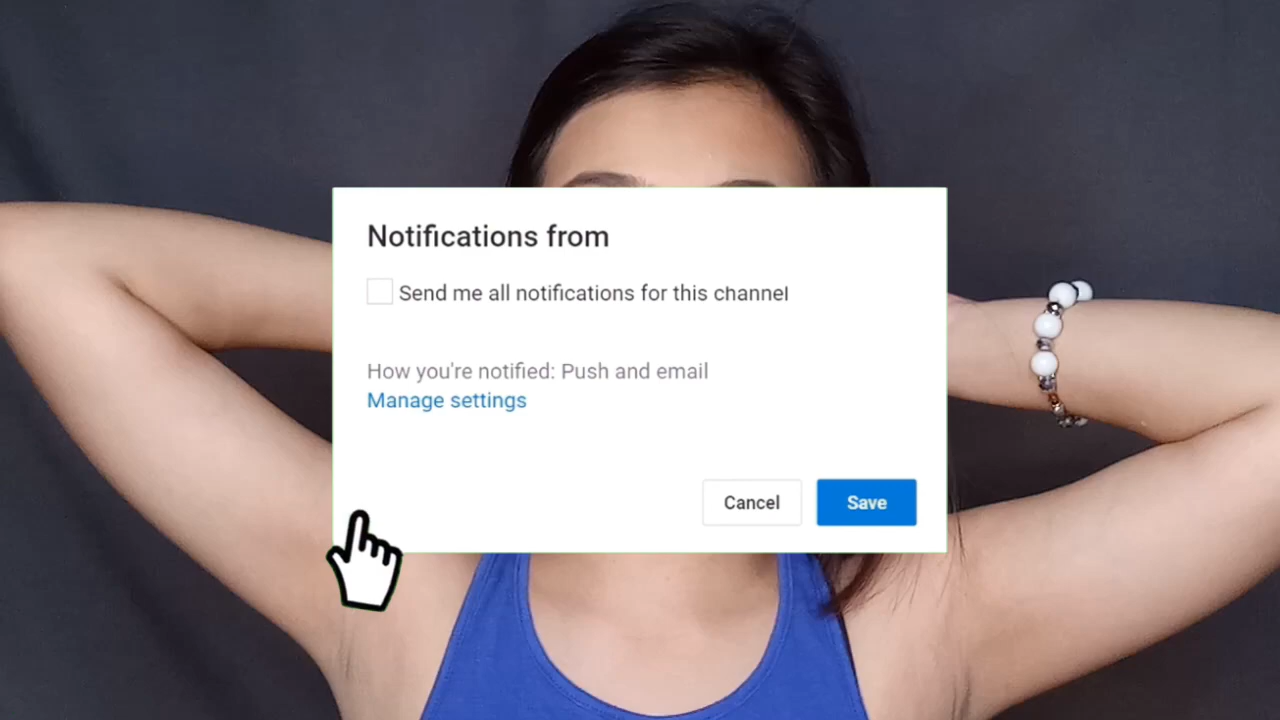 Notifications from
Send me all notifications for this channel
How you're notified: Push and email
Manage settings
Cancel
Save